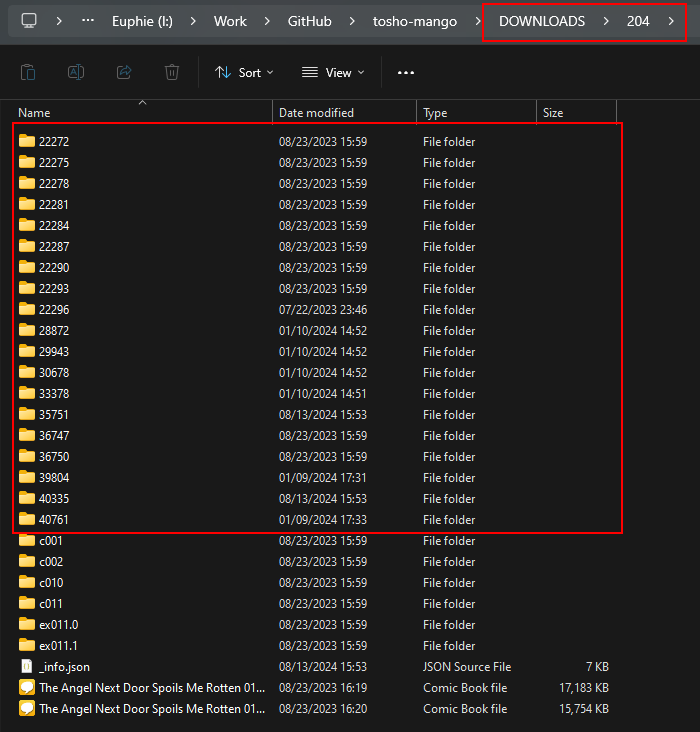 Euphie (I:) Work GitHub tosho-mango DOWNLOADS 204
Sort View
Name Date modified Type Size
22272 08/23/2023 15:59 File folder
22275 08/23/2023 15:59 File folder
22278 08/23/2023 15:59 File folder
22281 08/23/2023 15:59 File folder
22284 08/23/2023 15:59 File folder
22287 08/23/2023 15:59 File folder
22290 08/23/2023 15:59 File folder
22293 08/23/2023 15:59 File folder
22296 07/22/2023 23:46 File folder
28872 01/10/2024 14:52 File folder
29943 01/10/2024 14:52 File folder
30678 01/10/2024 14:52 File folder
33378 01/10/2024 14:51 File folder
35751 08/13/2024 15:53 File folder
36747 08/23/2023 15:59 File folder
36750 08/23/2023 15:59 File folder
39804 01/09/2024 17:31 File folder
40335 08/13/2024 15:53 File folder
40761 01/09/2024 17:33 File folder
c001 08/23/2023 15:59 File folder
c002 08/23/2023 15:59 File folder
c010 08/23/2023 15:59 File folder
c011 08/23/2023 15:59 File folder
ex011.0 08/23/2023 15:59 File folder
ex011.1 08/23/2023 15:59 File folder
_info.json 08/13/2024 15:53 JSON Source File 7 KB
The Angel Next Door Spoils Me Rotten 01... 08/23/2023 16:19 Comic Book file 17,183 KB
The Angel Next Door Spoils Me Rotten 01... 08/23/2023 16:20 Comic Book file 15,754 KB